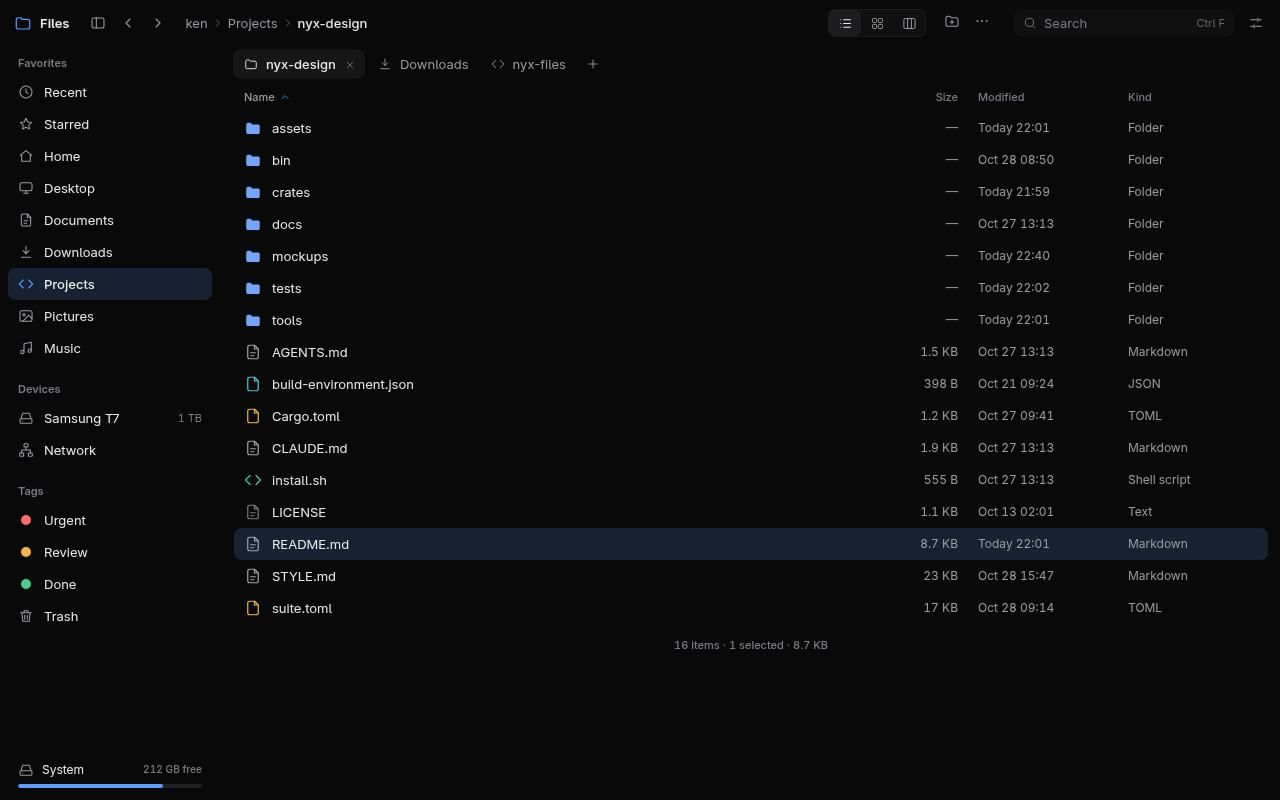 Files
ken Projects nyx-design
Search Ctrl F
Favorites
Recent
Starred
Home
Desktop
Documents
Downloads
Projects
Pictures
Music
Devices
Samsung T7 1 TB
Network
Tags
Urgent
Review
Done
Trash
System 212 GB free
nyx-design Downloads nyx-files
Name Size Modified Kind
assets — Today 22:01 Folder
bin — Oct 28 08:50 Folder
crates — Today 21:59 Folder
docs — Oct 27 13:13 Folder
mockups — Today 22:40 Folder
tests — Today 22:02 Folder
tools — Today 22:01 Folder
AGENTS.md 1.5 KB Oct 27 13:13 Markdown
build-environment.json 398 B Oct 21 09:24 JSON
Cargo.toml 1.2 KB Oct 27 09:41 TOML
CLAUDE.md 1.9 KB Oct 27 13:13 Markdown
install.sh 555 B Oct 27 13:13 Shell script
LICENSE 1.1 KB Oct 13 02:01 Text
README.md 8.7 KB Today 22:01 Markdown
STYLE.md 23 KB Oct 28 15:47 Markdown
suite.toml 17 KB Oct 28 09:14 TOML
16 items · 1 selected · 8.7 KB